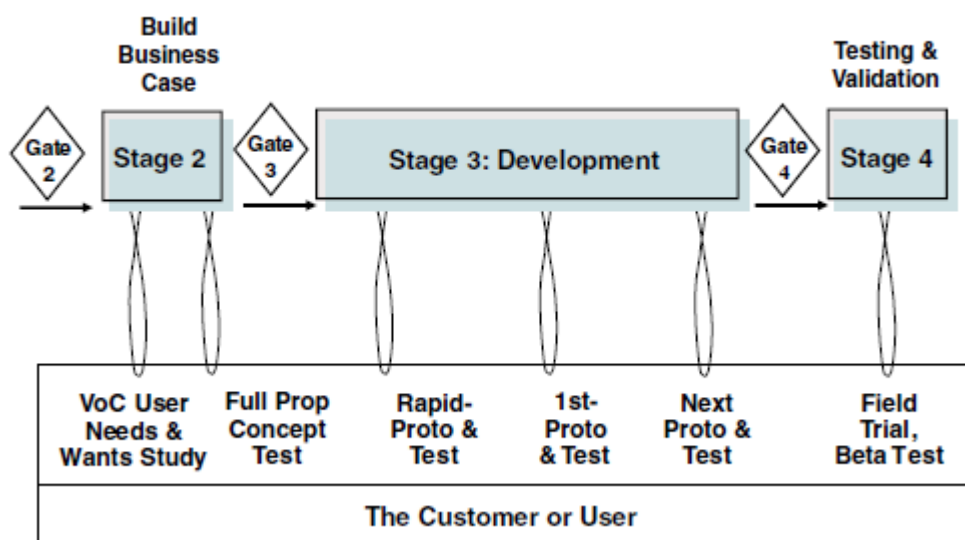 Build
Business
Case
Testing &
Validation
Gate
2
Stage 2
Gate
3
Stage 3: Development
Gate
4
Stage 4
VoC User
Needs &
Wants Study
Full Prop
Concept
Test
Rapid-
Proto &
Test
1st-
Proto
& Test
Next
Proto &
Test
Field
Trial,
Beta Test
The Customer or User